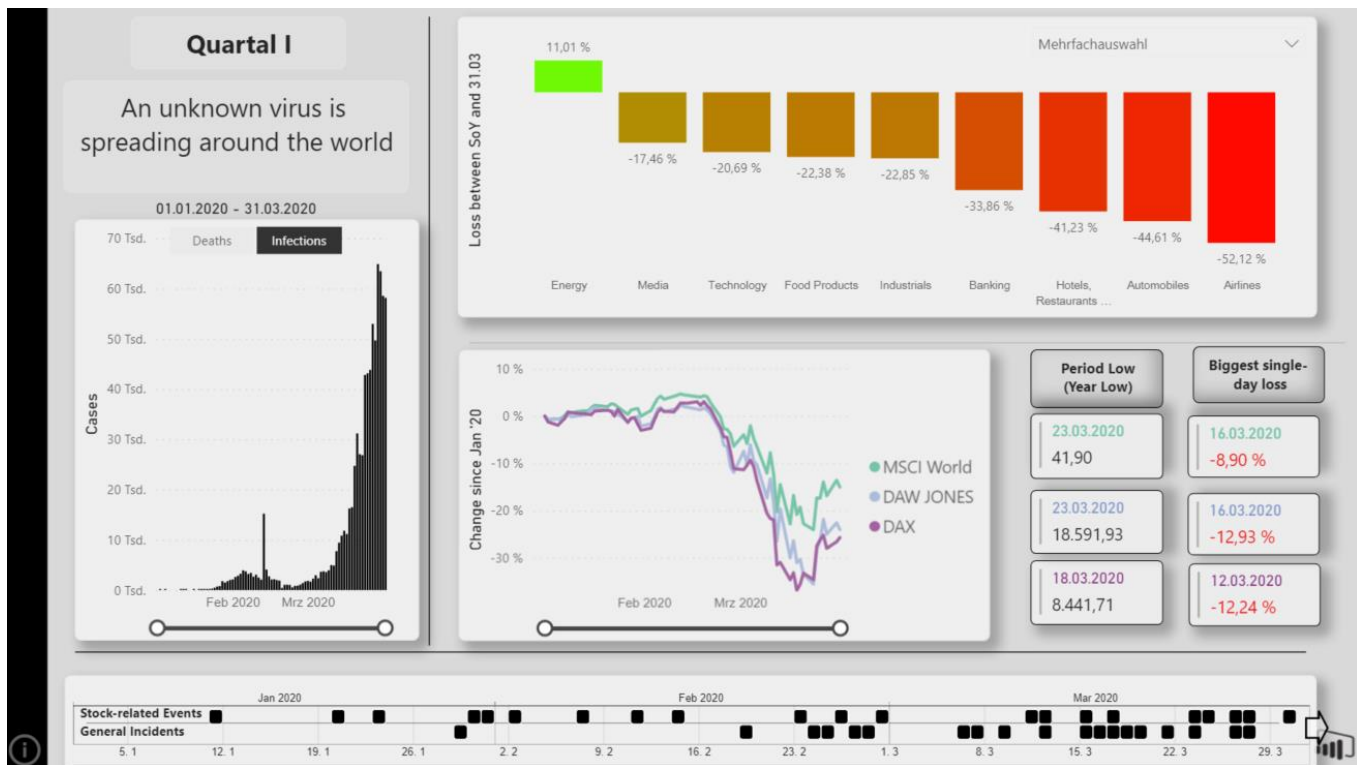 Quartal I
An unknown virus is
spreading around the world
01.01.2020 - 31.03.2020
Deaths
Infections
Cases
70 Tsd.
60 Tsd.
50 Tsd.
40 Tsd.
30 Tsd.
20 Tsd.
10 Tsd.
0 Tsd.
Feb 2020
Mrz 2020
Loss between SoY and 31.03
Mehrfachauswahl
11,01 %
-17,46 %
-20,69 %
-22,38 %
-22,85 %
-33,86 %
-41,23 %
-44,61 %
-52,12 %
Energy
Media
Technology
Food Products
Industrials
Banking
Hotels,
Restaurants ...
Automobiles
Airlines
Change since Jan '20
10 %
0 %
-10 %
-20 %
-30 %
Feb 2020
Mrz 2020
MSCI World
DAW JONES
DAX
Period Low
(Year Low)
23.03.2020
41,90
23.03.2020
18.591,93
18.03.2020
8.441,71
Biggest single-
day loss
16.03.2020
-8,90 %
16.03.2020
-12,93 %
12.03.2020
-12,24 %
Jan 2020
Feb 2020
Mar 2020
Stock-related Events
General Incidents
5. 1
12. 1
19. 1
26. 1
2. 2
9. 2
16. 2
23. 2
1. 3
8. 3
15. 3
22. 3
29. 3